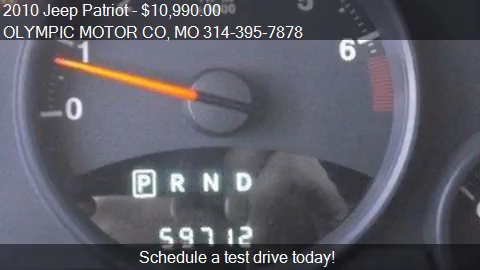 2010 Jeep Patriot - $10,990.00
OLYMPIC MOTOR CO, MO 314-395-7878
1
6
0
P R N D
59712
Schedule a test drive today!